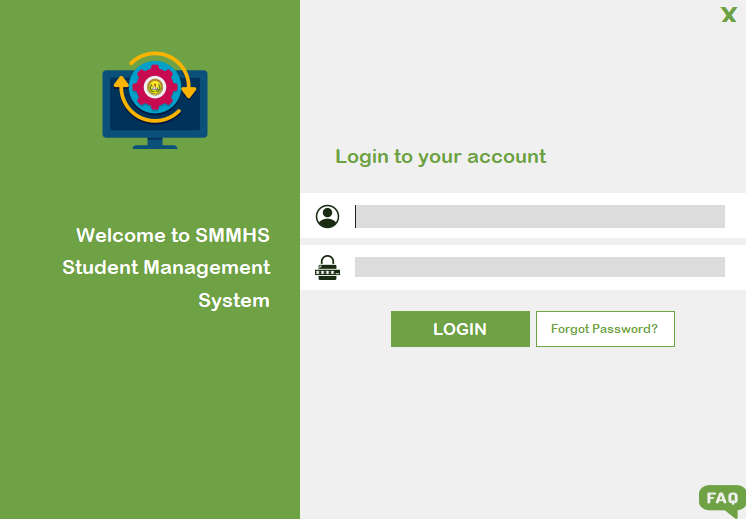 X
Login to your account
Welcome to SMMHS
Student Management
System
LOGIN
Forgot Password?
FAQ